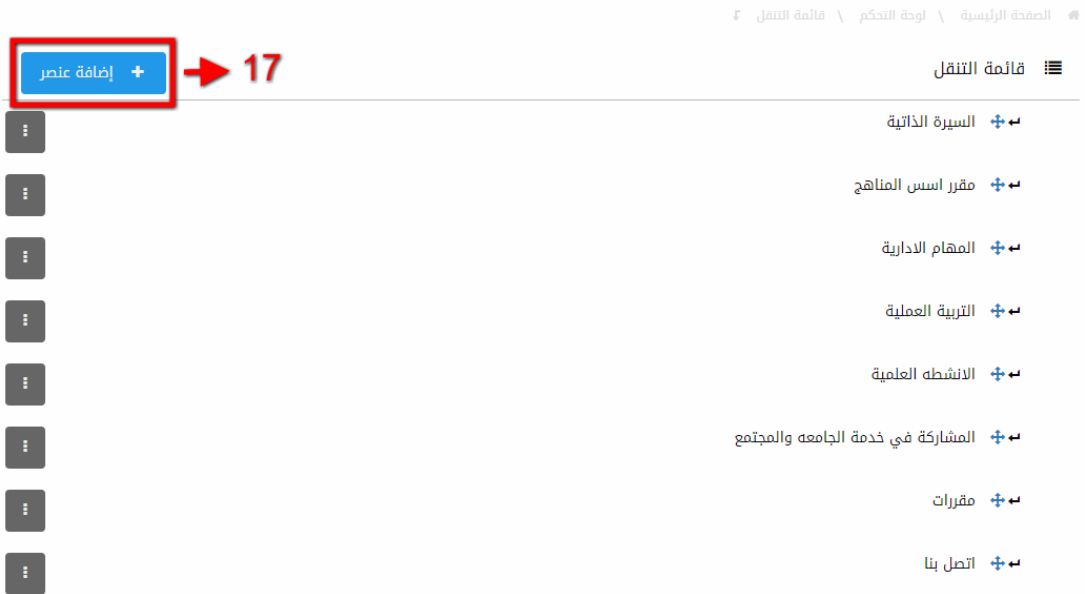 الصفحة الرئيسية \ لوحة التحكم \ قائمة التنقل
قائمة التنقل
إضافة عنصر
17
السيرة الذاتية
مقرر اسس المناهج
المهام الادارية
التربية العملية
الانشطه العلمية
المشاركة في خدمة الجامعه والمجتمع
مقررات
اتصل بنا